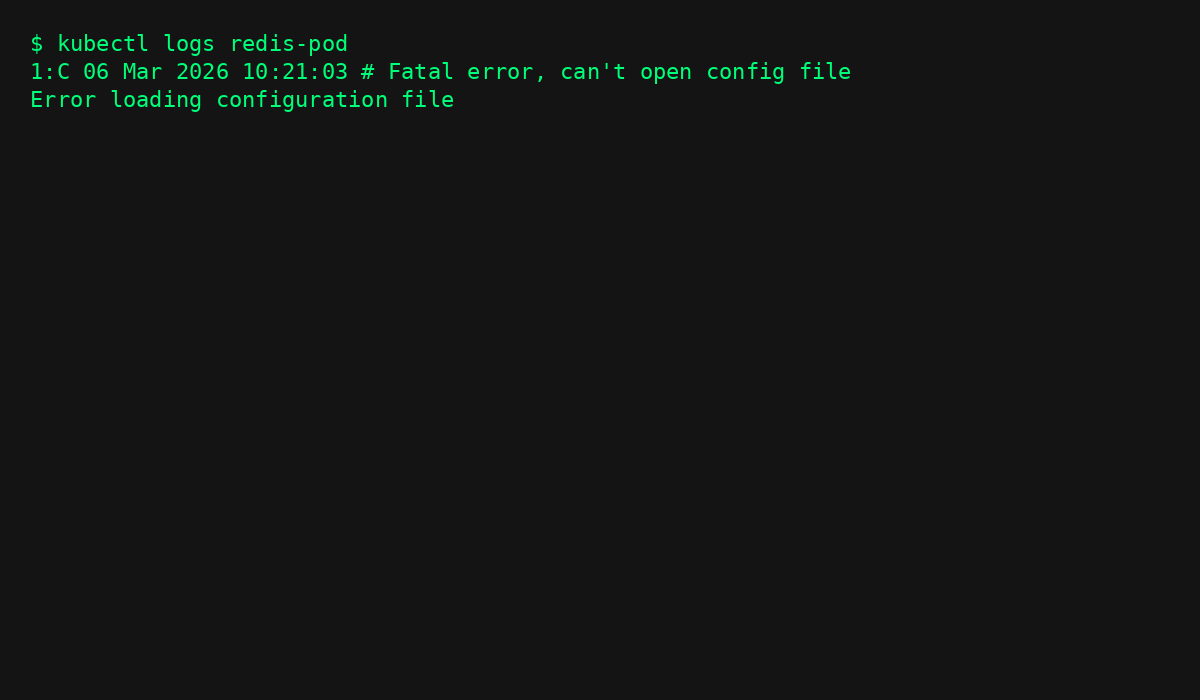 $ kubectl logs redis-pod
1:C 06 Mar 2026 10:21:03 # Fatal error, can't open config file
Error loading configuration file